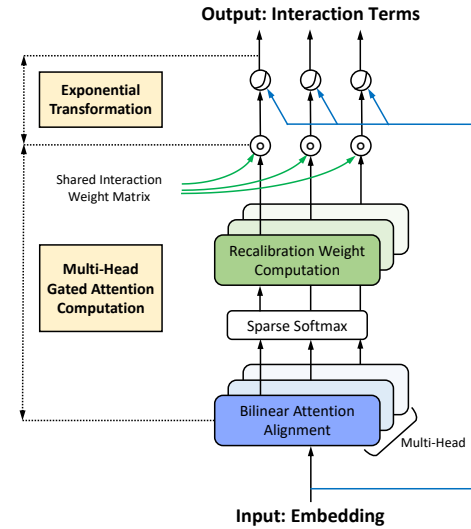 Output: Interaction Terms
Exponential
Transformation
Shared Interaction
Weight Matrix
Recalibration Weight
Computation
Multi-Head
Gated Attention
Computation
Sparse Softmax
Bilinear Attention
Alignment
Multi-Head
Input: Embedding